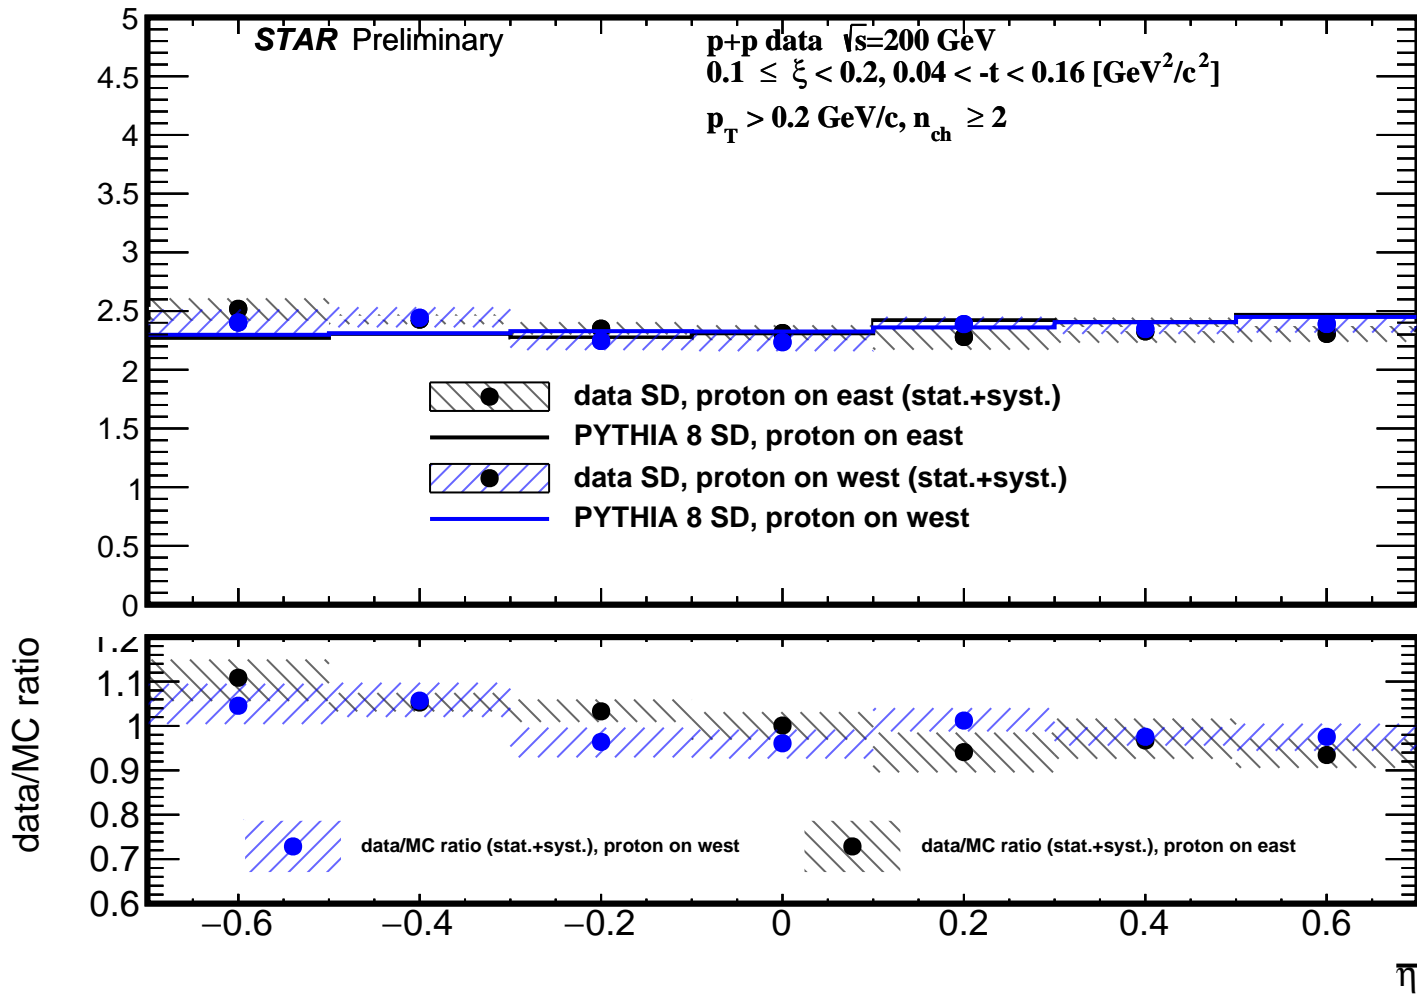 STAR Preliminary
p+p data √s=200 GeV
0.1 ≤ ξ < 0.2, 0.04 < -t < 0.16 [GeV²/c²]
p_T > 0.2 GeV/c, n_ch ≥ 2
5
4.5
4
3.5
3
2.5
2
1.5
1
0.5
0
data SD, proton on east (stat.+syst.)
PYTHIA 8 SD, proton on east
data SD, proton on west (stat.+syst.)
PYTHIA 8 SD, proton on west
data/MC ratio
1.2
1.1
1
0.9
0.8
0.7
0.6
data/MC ratio (stat.+syst.), proton on west
data/MC ratio (stat.+syst.), proton on east
−0.6 −0.4 −0.2 0 0.2 0.4 0.6
η̅